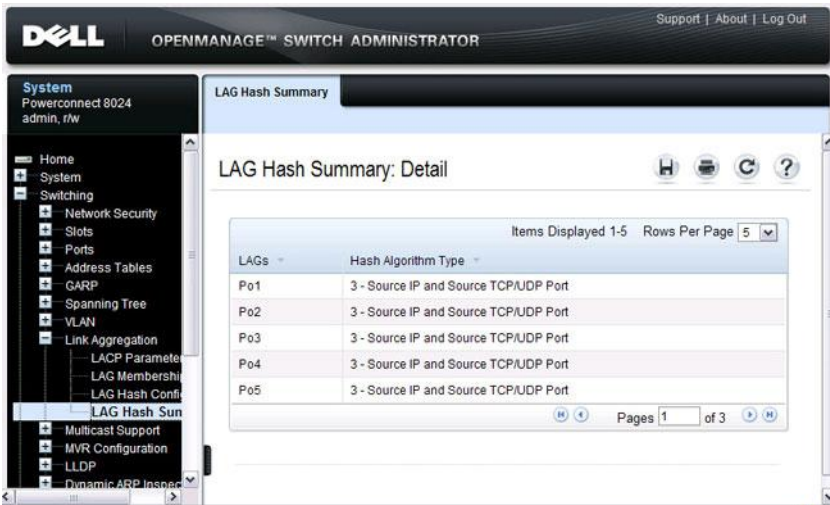 Support | About | Log Out
DELL
OPENMANAGE™ SWITCH ADMINISTRATOR
System
Powerconnect 8024
admin, r/w
Home
System
Switching
Network Security
Slots
Ports
Address Tables
GARP
Spanning Tree
VLAN
Link Aggregation
LACP Parameter
LAG Membership
LAG Hash Confi
LAG Hash Sum
Multicast Support
MVR Configuration
LLDP
Dynamic ARP Inspec
LAG Hash Summary
LAG Hash Summary: Detail
Items Displayed 1-5 Rows Per Page 5
LAGs Hash Algorithm Type
Po1 3 - Source IP and Source TCP/UDP Port
Po2 3 - Source IP and Source TCP/UDP Port
Po3 3 - Source IP and Source TCP/UDP Port
Po4 3 - Source IP and Source TCP/UDP Port
Po5 3 - Source IP and Source TCP/UDP Port
Pages 1 of 3